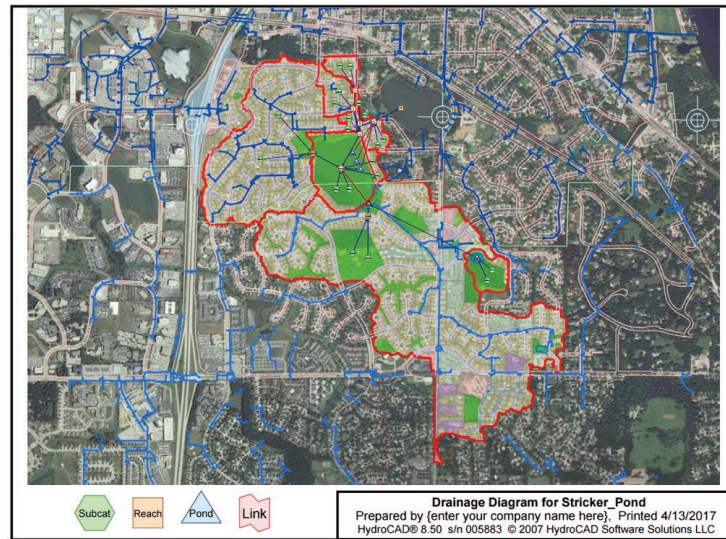 Subcat
Reach
Pond
Link
Drainage Diagram for Stricker_Pond
Prepared by {enter your company name here}, Printed 4/13/2017
HydroCAD® 8.50 s/n 005883 © 2007 HydroCAD Software Solutions LLC